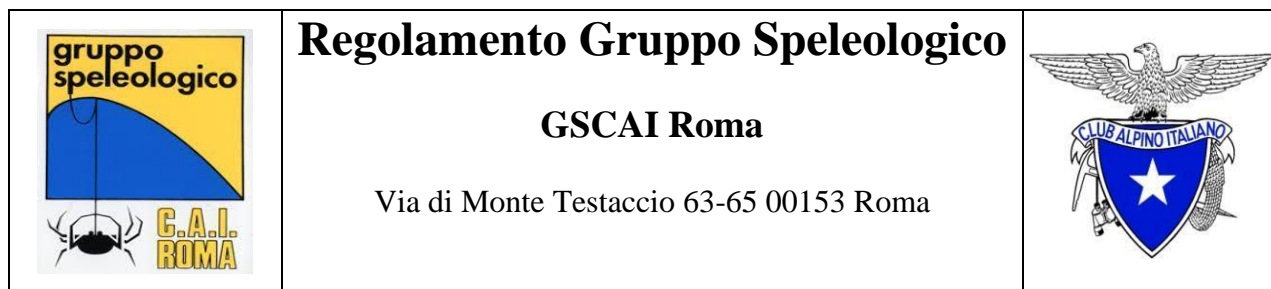 gruppo
speleologico
C.A.I.
ROMA
Regolamento Gruppo Speleologico
GSCAI Roma
Via di Monte Testaccio 63-65 00153 Roma
CLUB ALPINO ITALIANO